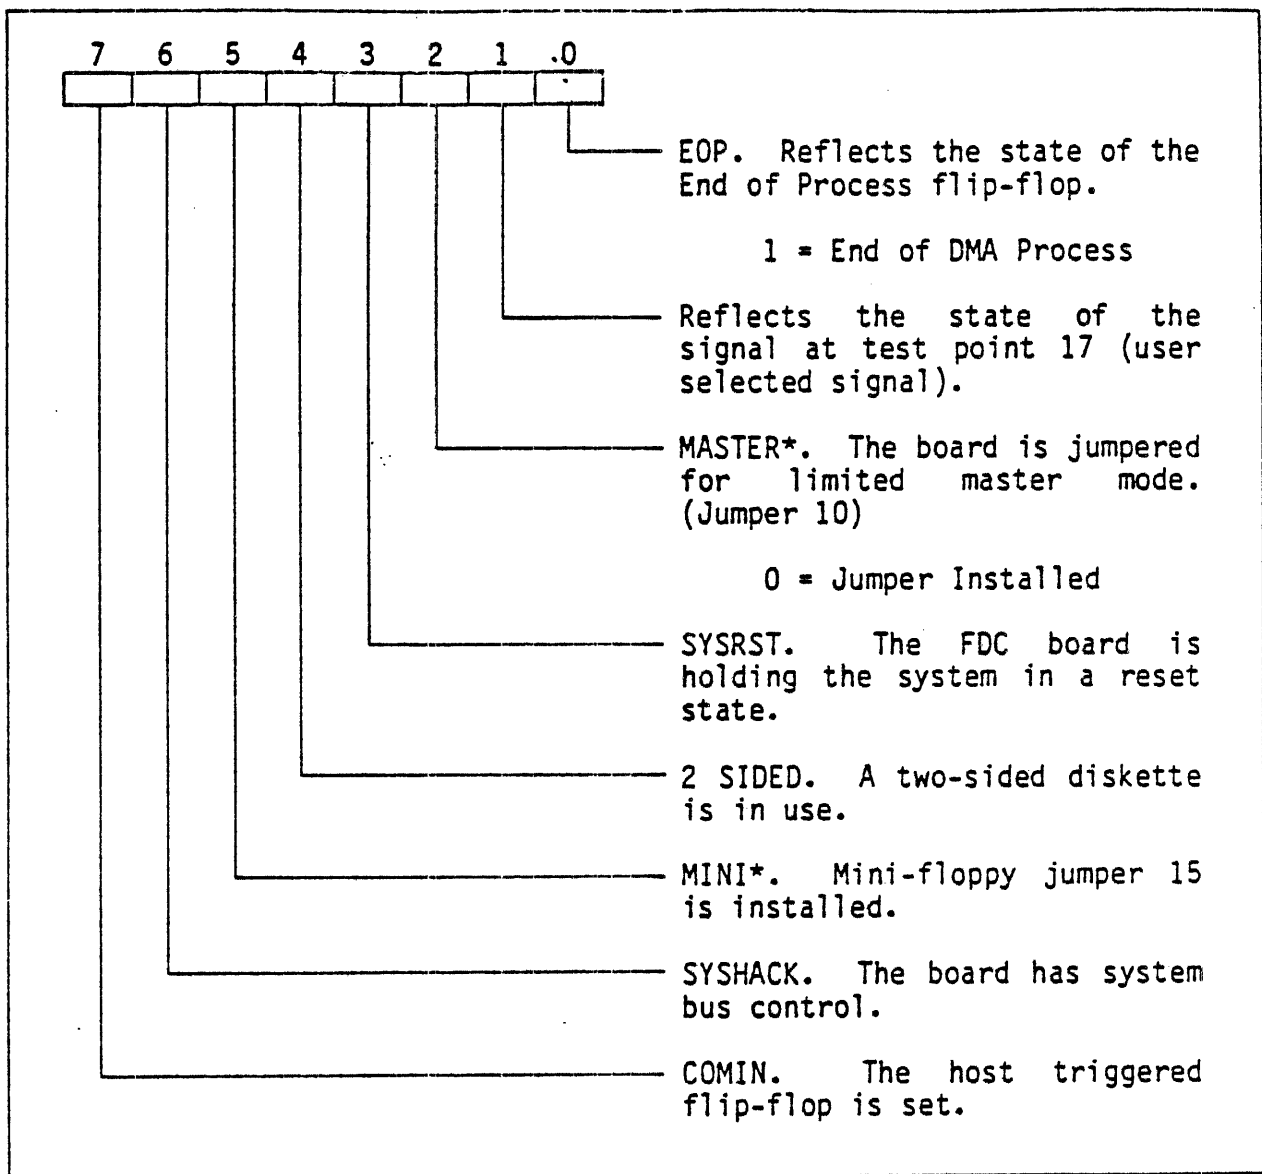 7 6 5 4 3 2 1 .0
EOP. Reflects the state of the
End of Process flip-flop.
1 = End of DMA Process
Reflects the state of the
signal at test point 17 (user
selected signal).
MASTER*. The board is jumpered
for limited master mode.
(Jumper 10)
0 = Jumper Installed
SYSRST. The FDC board is
holding the system in a reset
state.
2 SIDED. A two-sided diskette
is in use.
MINI*. Mini-floppy jumper 15
is installed.
SYSHACK. The board has system
bus control.
COMIN. The host triggered
flip-flop is set.